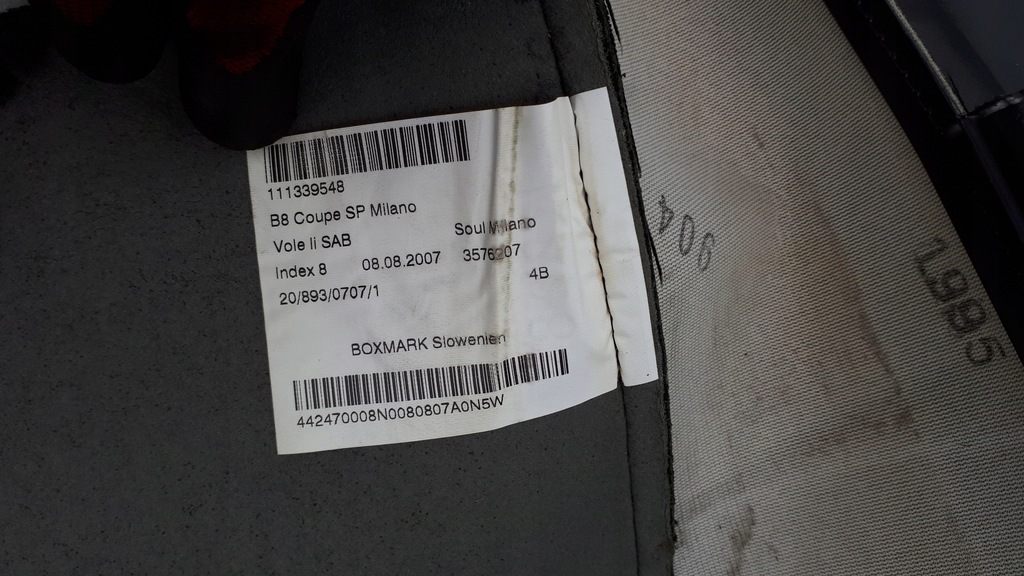 111339548
B8 Coupe SP Milano
Vole li SAB Soul Milano
Index 8 08.08.2007 3576207
20/893/0707/1 4B
BOXMARK Slowenien
442470008N0080807A0N5W
904
L9985